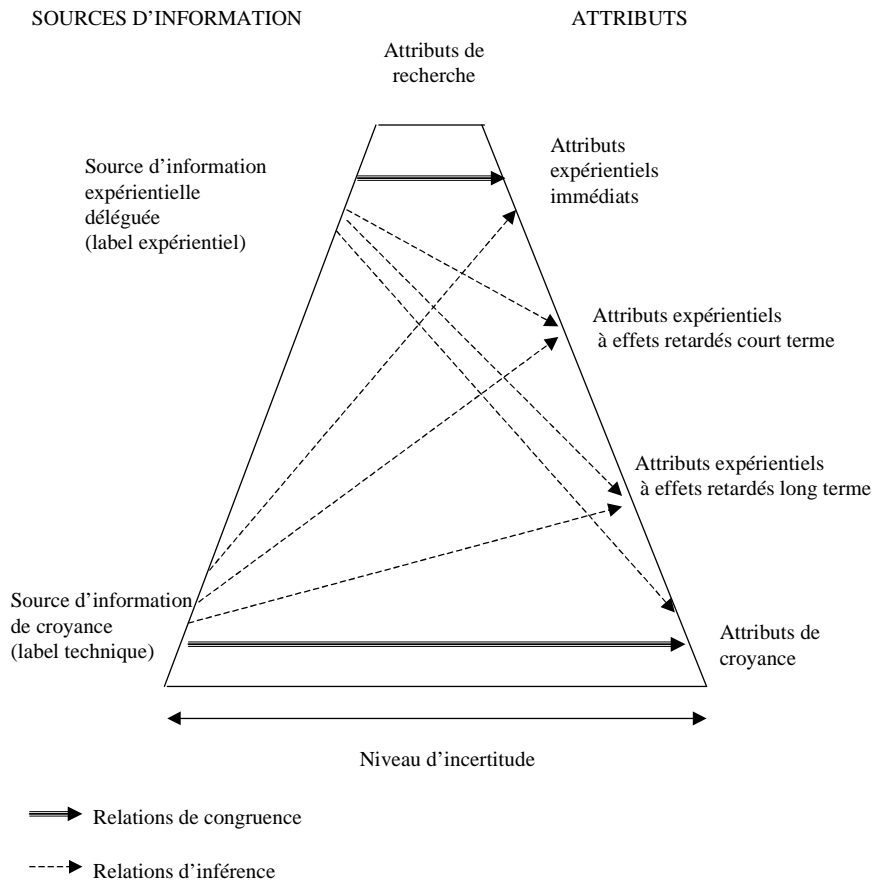 SOURCES D’INFORMATION
ATTRIBUTS
Attributs de
recherche
Source d’information
expérientielle
déléguée
(label expérientiel)
Attributs
expérientiels
immédiats
Attributs expérientiels
à effets retardés court terme
Attributs expérientiels
à effets retardés long terme
Source d’information
de croyance
(label technique)
Attributs de
croyance
Niveau d’incertitude
Relations de congruence
Relations d’inférence